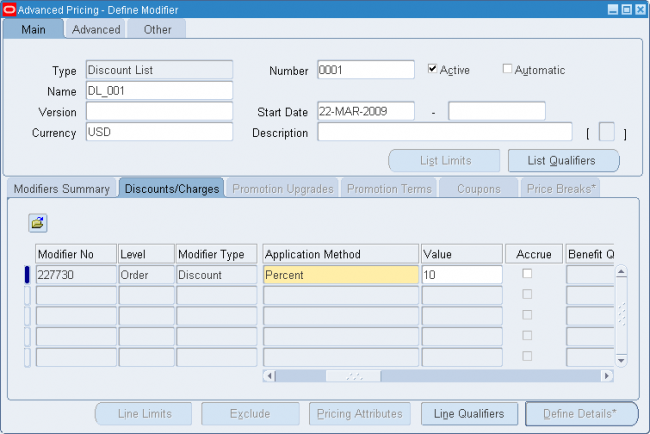 Advanced Pricing - Define Modifier
Main Advanced Other
Type Discount List Number 0001 Active Automatic
Name DL_001
Version Start Date 22-MAR-2009 -
Currency USD Description [ ]
List Limits List Qualifiers
Modifiers Summary Discounts/Charges Promotion Upgrades Promotion Terms Coupons Price Breaks*
Modifier No Level Modifier Type Application Method Value Accrue Benefit Q
227730 Order Discount Percent 10
Line Limits Exclude Pricing Attributes Line Qualifiers Define Details*